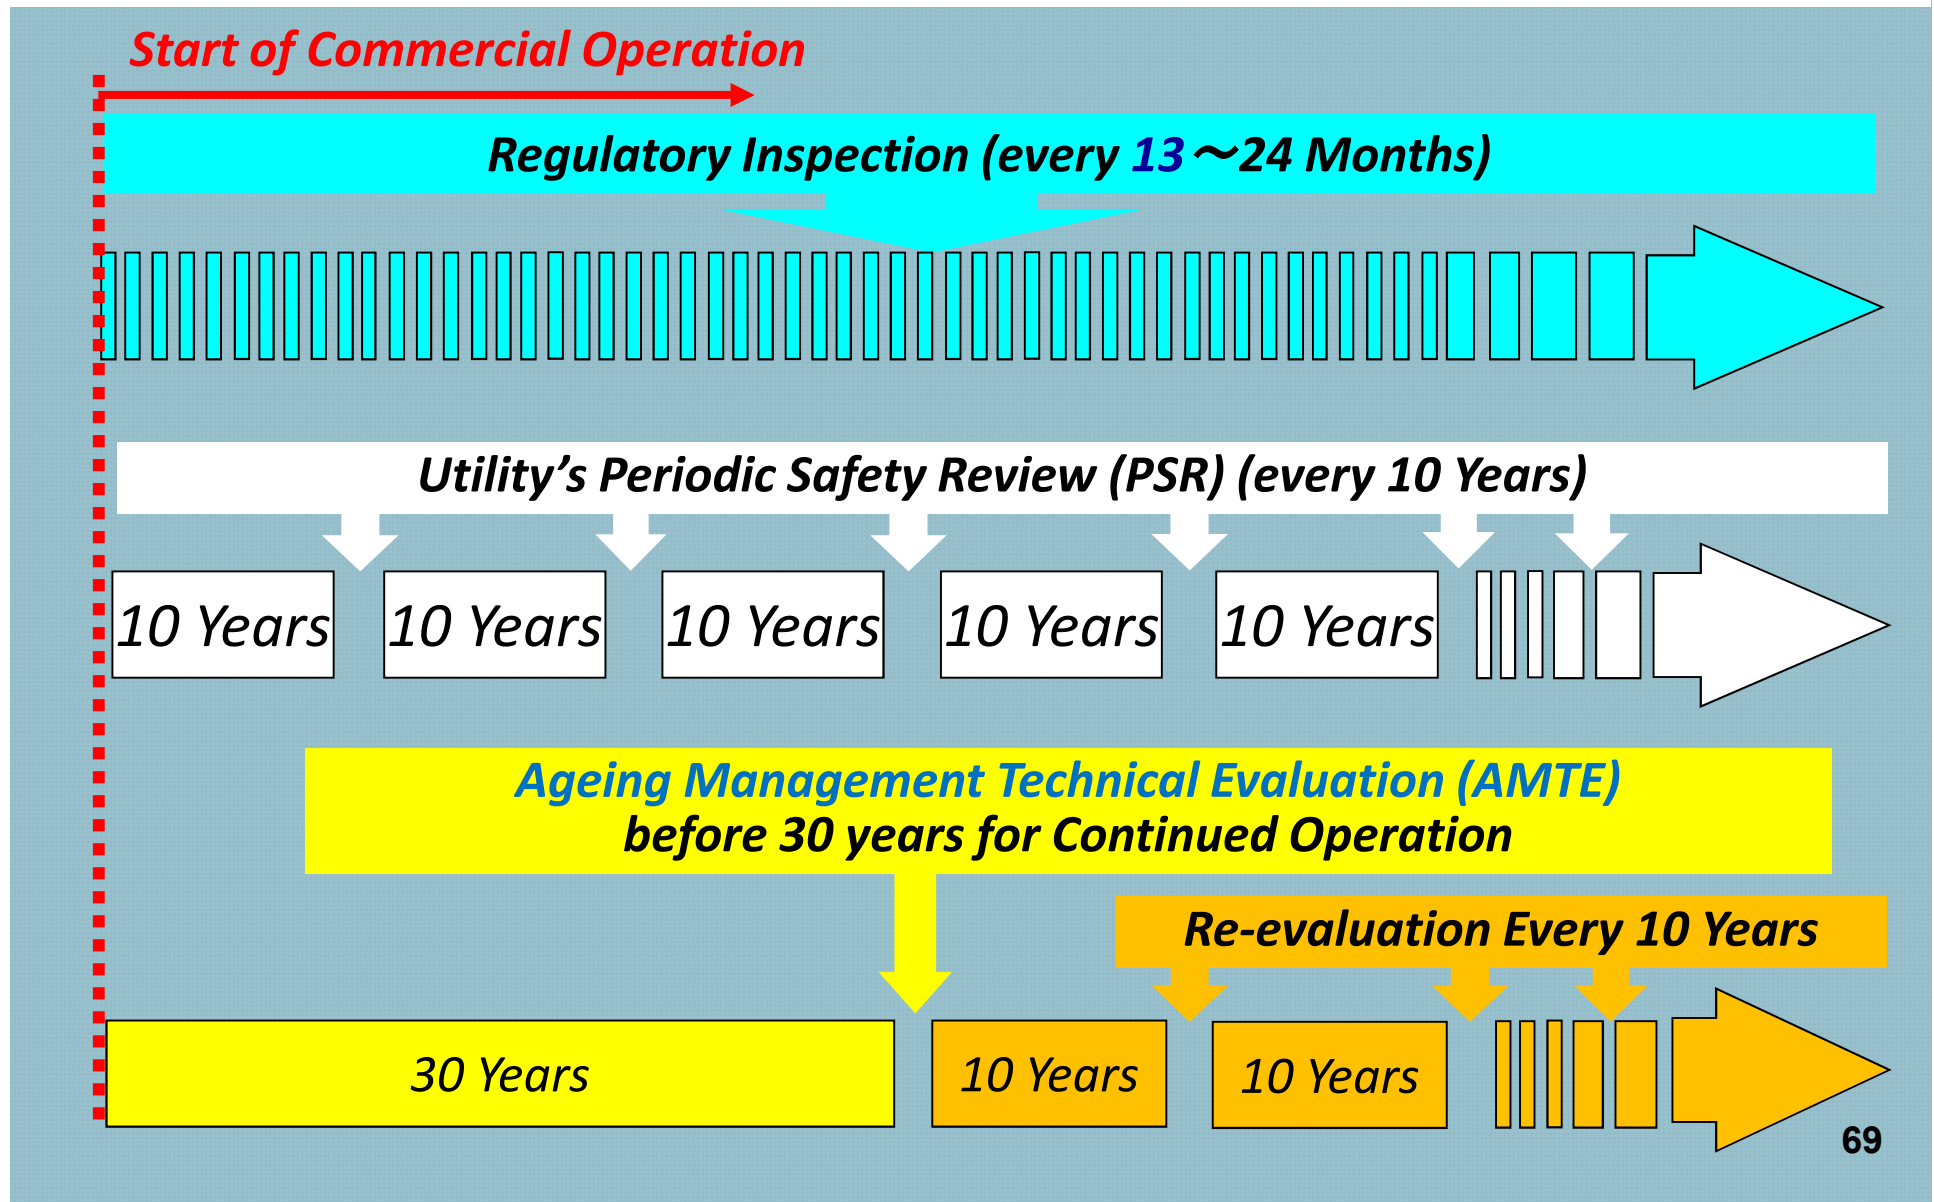 Start of Commercial Operation
Regulatory Inspection (every 13～24 Months)
Utility’s Periodic Safety Review (PSR) (every 10 Years)
10 Years
10 Years
10 Years
10 Years
10 Years
Ageing Management Technical Evaluation (AMTE)
before 30 years for Continued Operation
Re-evaluation Every 10 Years
30 Years
10 Years
10 Years
69